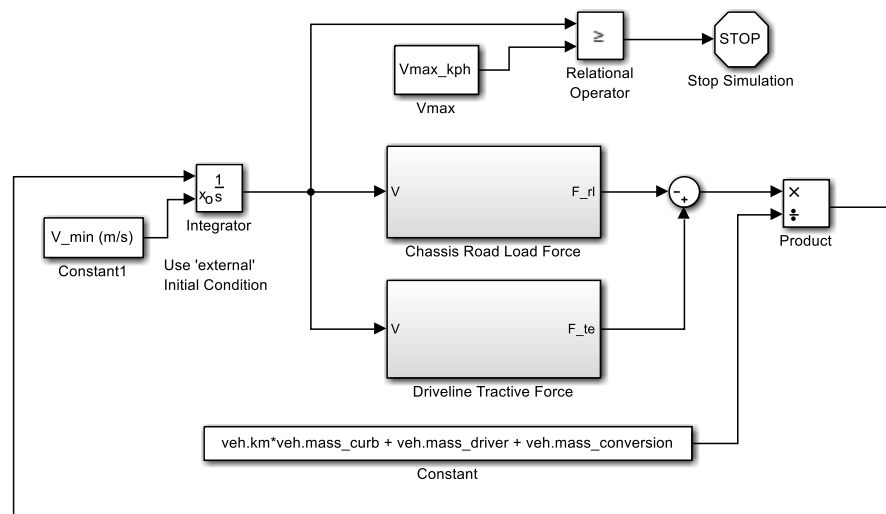 ≥
STOP
Vmax_kph
Relational
Operator
Stop Simulation
Vmax
1
s
xo
V
F_rl
-
+
×
÷
Integrator
V_min (m/s)
Chassis Road Load Force
Product
Constant1
Use 'external'
Initial Condition
V
F_te
Driveline Tractive Force
veh.km*veh.mass_curb + veh.mass_driver + veh.mass_conversion
Constant